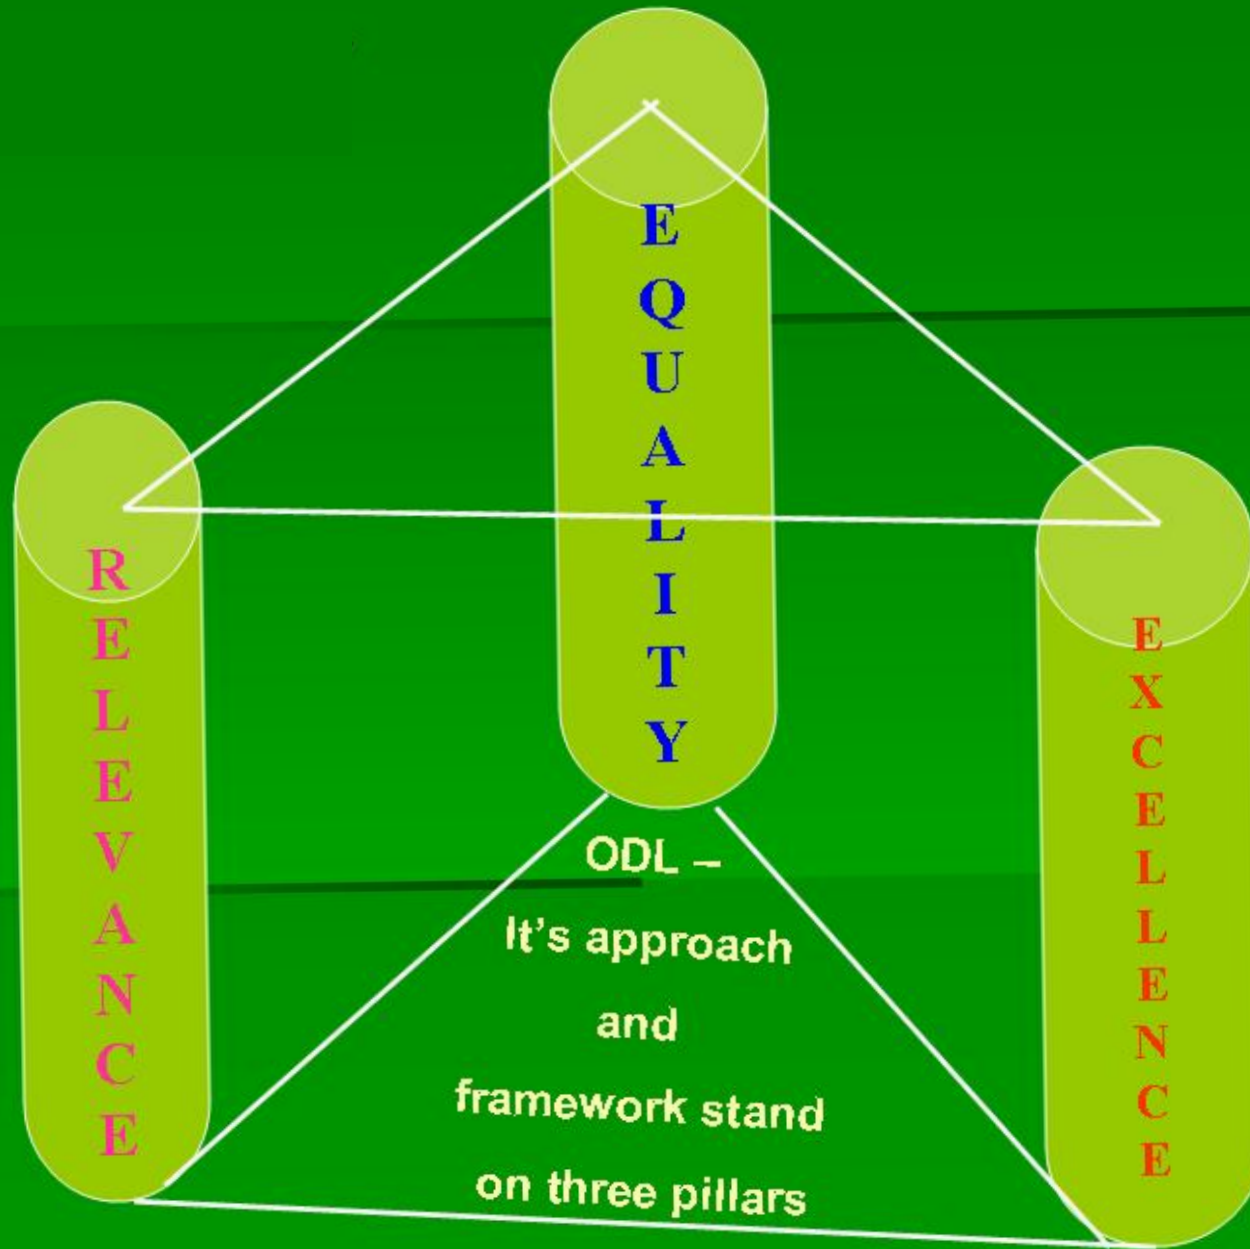 EQUALITY
RELEVANCE
EXCELLENCE
ODL –
It's approach
and
framework stand
on three pillars